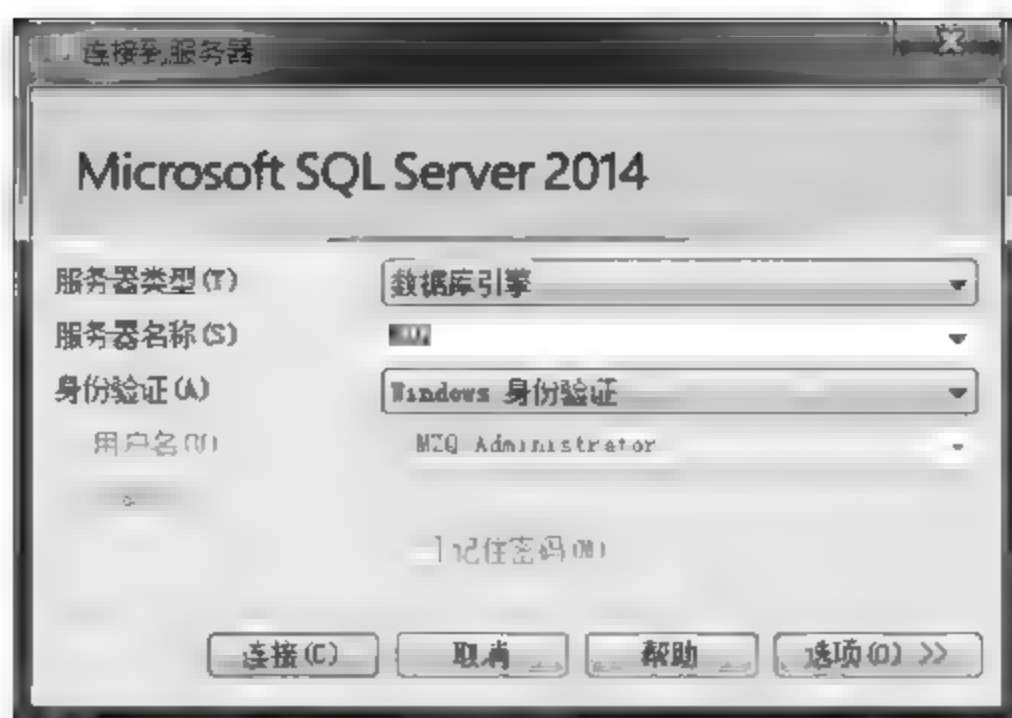 连接到服务器
Microsoft SQL Server 2014
服务器类型(T) 数据库引擎
服务器名称(S)
身份验证(A) Windows 身份验证
用户名(U) MZQ Administrator
记住密码(M)
连接(C) 取消 帮助 选项(O) >>